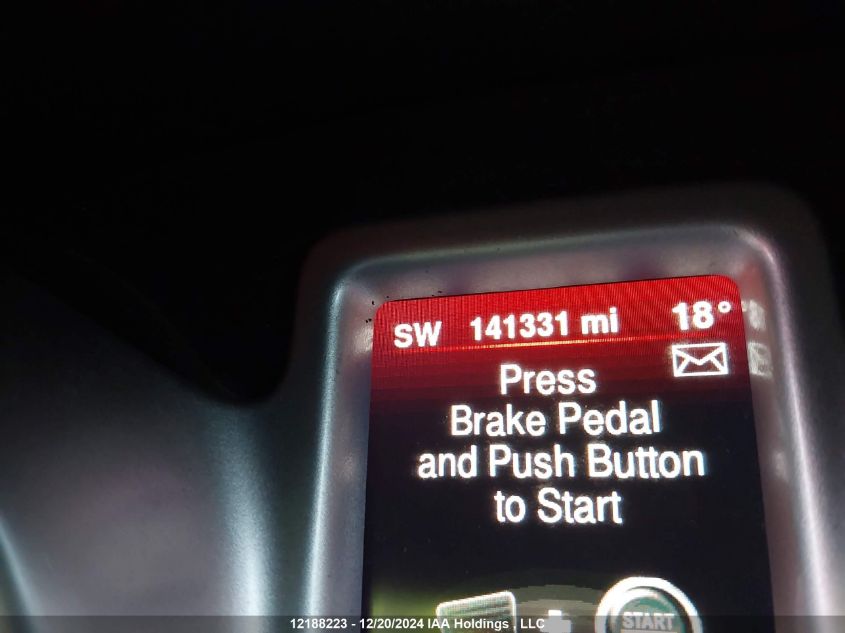 SW 141331 mi 18°
Press
Brake Pedal
and Push Button
to Start
START
12188223 - 12/20/2024 IAA Holdings , LLC